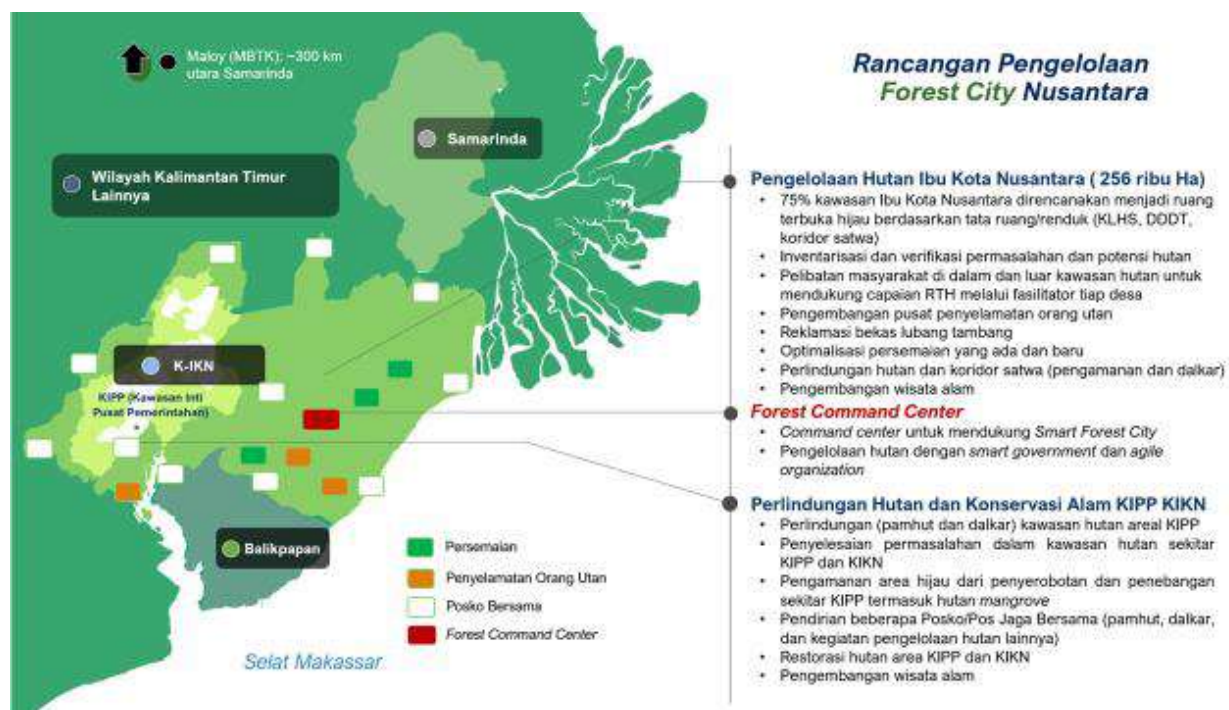 Maloy (MBTK); ~300 km
utara Samarinda
Samarinda
Wilayah Kalimantan Timur
Lainnya
K-IKN
KIPP (Kawasan Inti
Pusat Pemerintahan)
Balikpapan
Persemaian
Penyelamatan Orang Utan
Posko Bersama
Forest Command Center
Selat Makassar
Rancangan Pengelolaan
Forest City Nusantara
Pengelolaan Hutan Ibu Kota Nusantara ( 256 ribu Ha)
• 75% kawasan Ibu Kota Nusantara direncanakan menjadi ruang
terbuka hijau berdasarkan tata ruang/renduk (KLHS, DDDT,
koridor satwa)
• Inventarisasi dan verifikasi permasalahan dan potensi hutan
• Pelibatan masyarakat di dalam dan luar kawasan hutan untuk
mendukung capaian RTH melalui fasilitator tiap desa
• Pengembangan pusat penyelamatan orang utan
• Reklamasi bekas lubang tambang
• Optimalisasi persemaian yang ada dan baru
• Perlindungan hutan dan koridor satwa (pengamanan dan dalkar)
• Pengembangan wisata alam
Forest Command Center
• Command center untuk mendukung Smart Forest City
• Pengelolaan hutan dengan smart government dan agile
organization
Perlindungan Hutan dan Konservasi Alam KIPP KIKN
• Perlindungan (pamhut dan dalkar) kawasan hutan areal KIPP
• Penyelesaian permasalahan dalam kawasan hutan sekitar
KIPP dan KIKN
• Pengamanan area hijau dari penyerobotan dan penebangan
sekitar KIPP termasuk hutan mangrove
• Pendirian beberapa Posko/Pos Jaga Bersama (pamhut, dalkar,
dan kegiatan pengelolaan hutan lainnya)
• Restorasi hutan area KIPP dan KIKN
• Pengembangan wisata alam